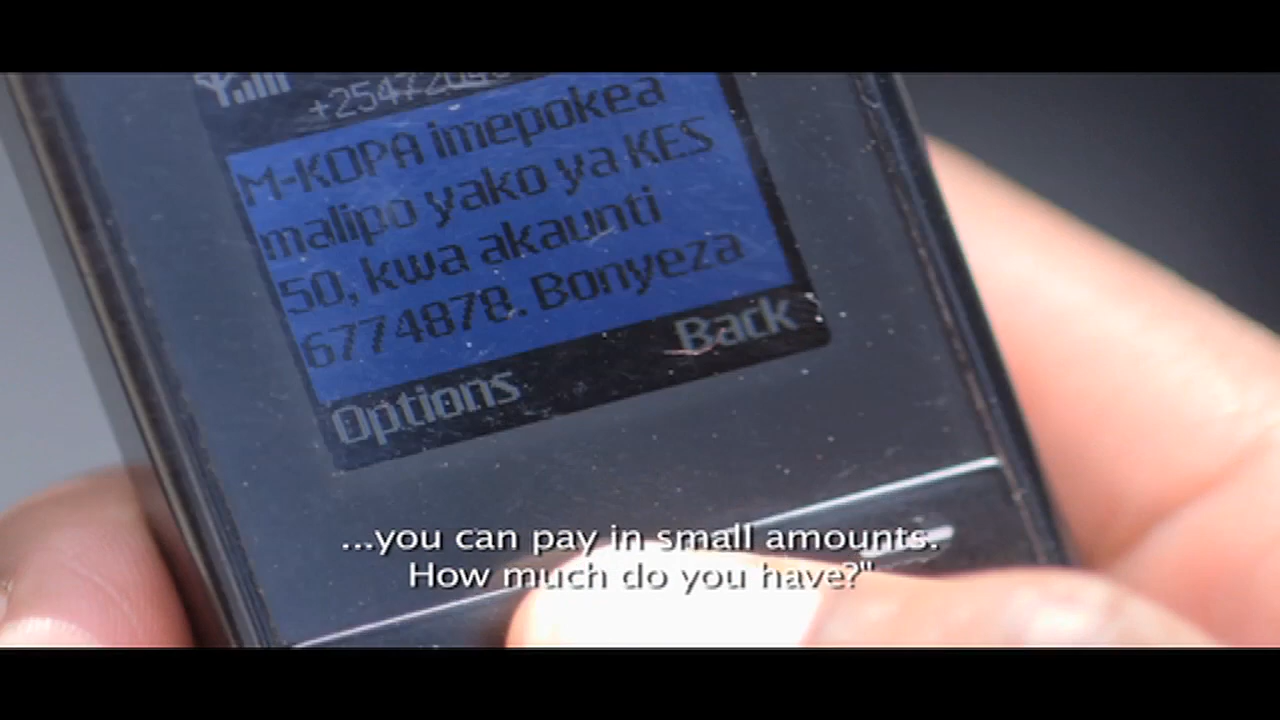 M-KOPA imepokea
malipo yako ya KES
50, kwa akaunti
6774878. Bonyeza
Options
Back
...you can pay in small amounts.
How much do you have?"